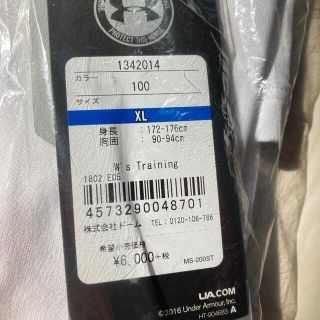 PROTECT THIS HOUSE
1342014
カラー
100
サイズ
XL
身長 : 172-176cm
胸囲 90-94cm
W's Training
1802 EOS
4573290048701
株式会社ドーム TEL : 0120-106-786
希望小売価格
¥6,000+税
MS-200ST
UA.COM
©2016 Under Armour, Inc.
HT-904683 A